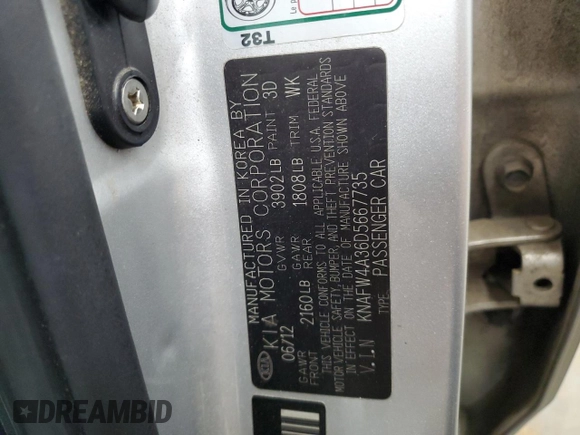 MANUFACTURED IN KOREA BY
KIA MOTORS CORPORATION
06/12 GVWR 3902LB PAINT 3D
GAWR FRONT 2160LB GAWR REAR 1808LB TRIM WK
THIS VEHICLE CONFORMS TO ALL APPLICABLE U.S.A. FEDERAL
MOTOR VEHICLE SAFETY, BUMPER, AND THEFT PREVENTION STANDARDS
IN EFFECT ON THE DATE OF MANUFACTURE SHOWN ABOVE
V.I.N KNAFW4A36D5667735
TYPE PASSENGER CAR
KIA
T32
DREAMBID